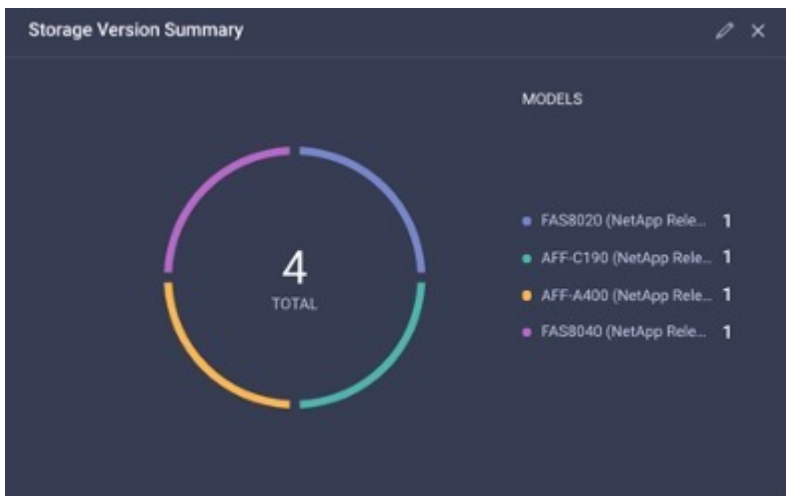 Storage Version Summary
MODELS
FAS8020 (NetApp Rele... 1
AFF-C190 (NetApp Rele... 1
AFF-A400 (NetApp Rele... 1
FAS8040 (NetApp Rele... 1
4
TOTAL